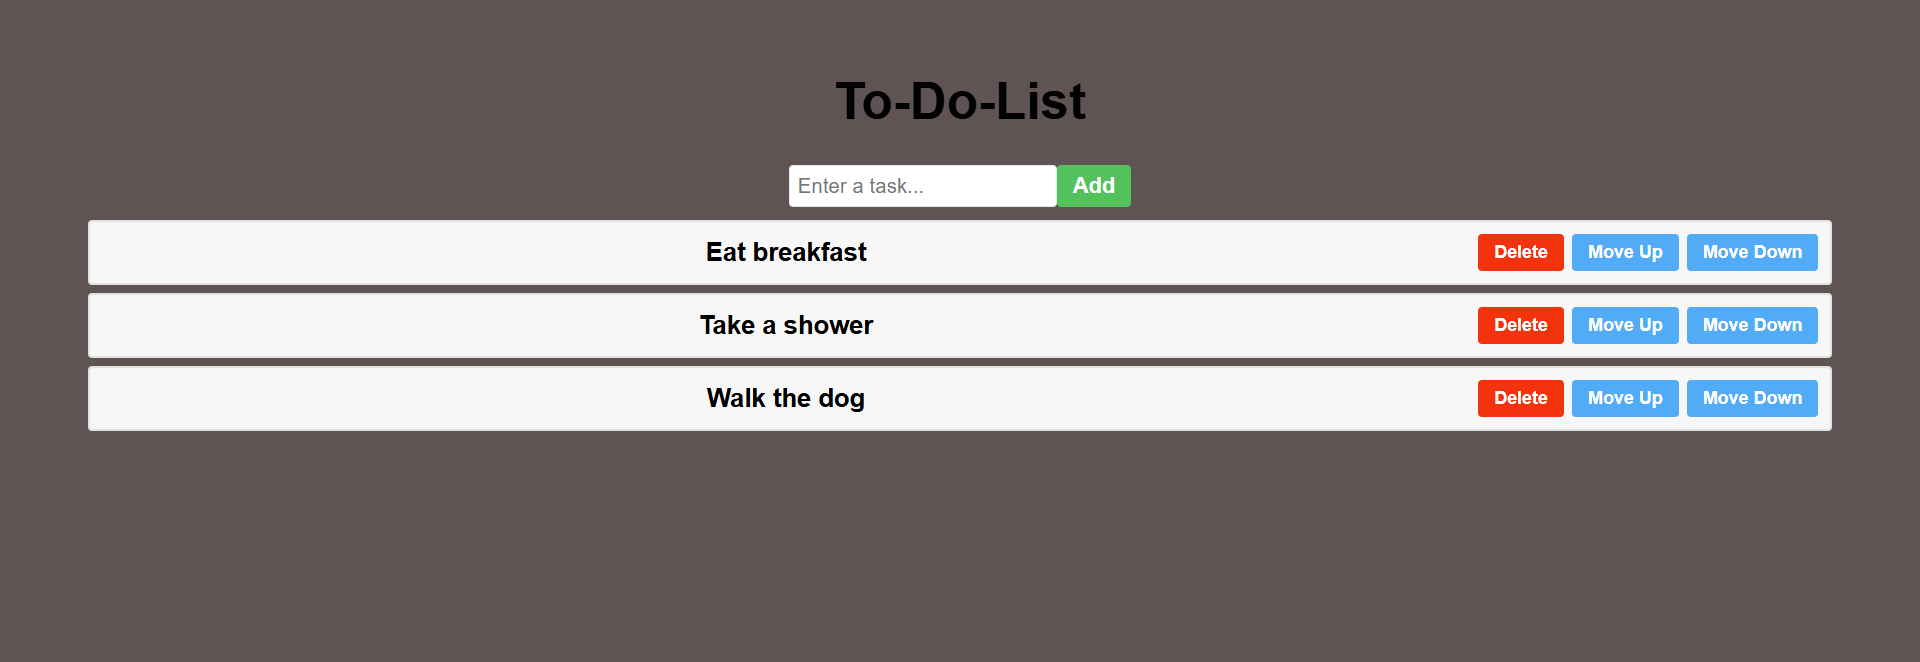 To-Do-List
Enter a task... Add
Eat breakfast Delete Move Up Move Down
Take a shower Delete Move Up Move Down
Walk the dog Delete Move Up Move Down